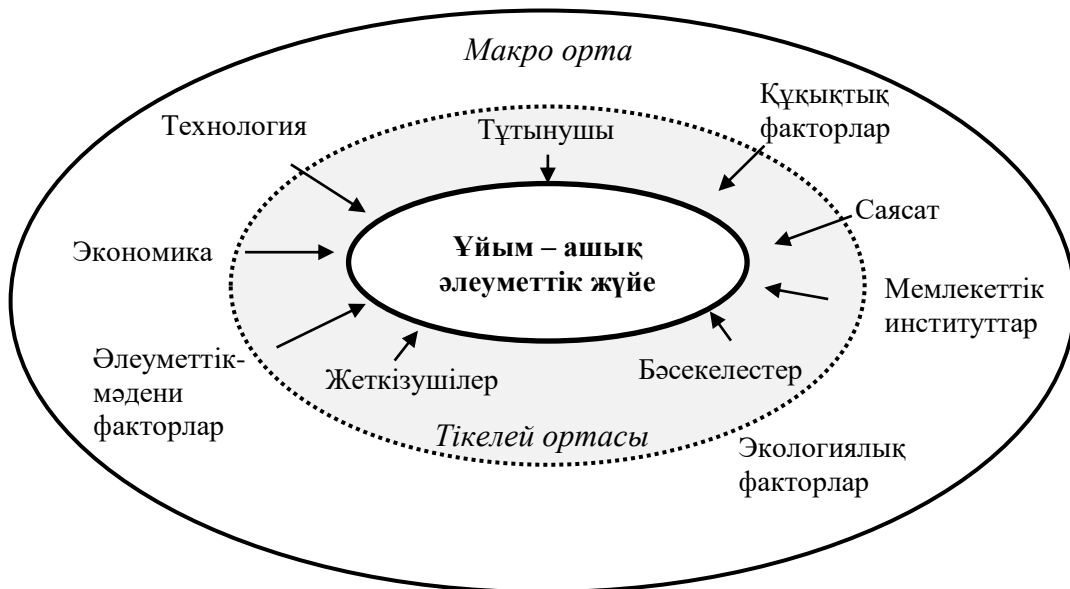 Макро орта
Технология
Тұтынушы
Құқықтық
факторлар
Саясат
Экономика
Ұйым – ашық
әлеуметтік жүйе
Мемлекеттік
институттар
Әлеуметтік-
мәдени
факторлар
Жеткізушілер
Бәсекелестер
Тікелей ортасы
Экологиялық
факторлар